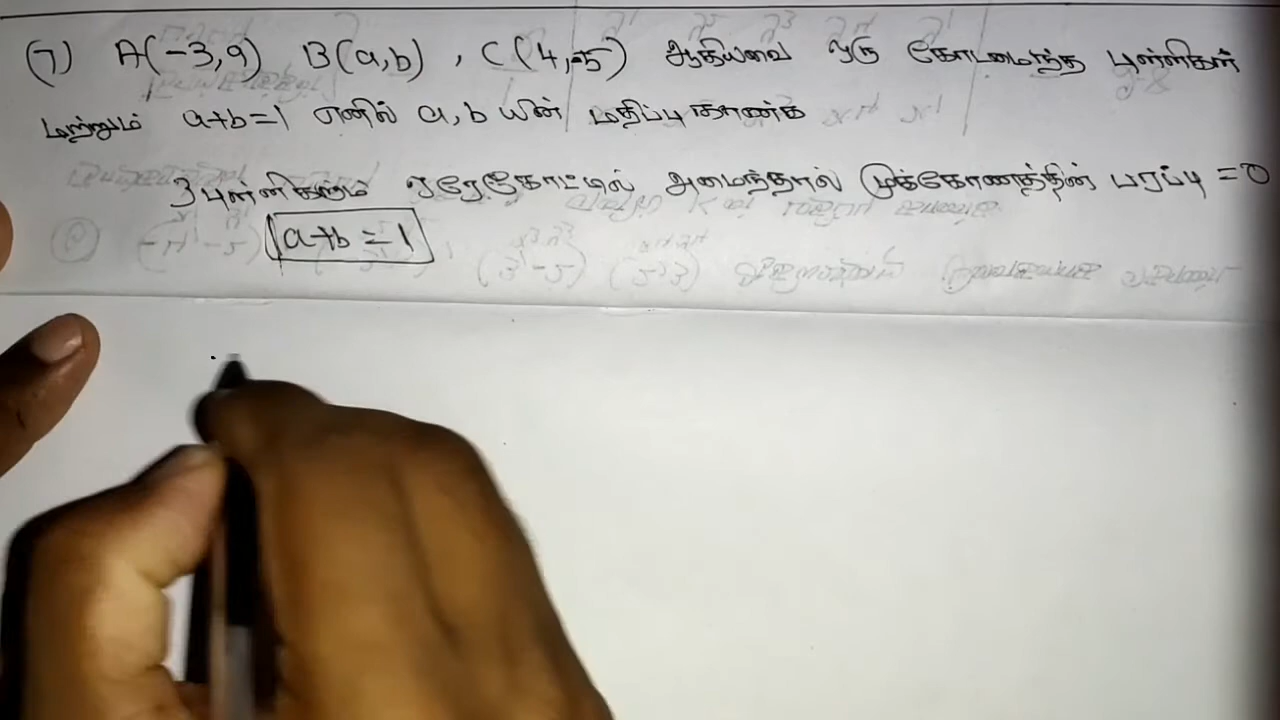 (7) A(-3,9) B(a,b), C(4,-5) ஆகியவை ஒரு கோடமைந்த புள்ளிகள்
மற்றும் a+b=1 எனில் a, b யின் மதிப்பு காண்க
3 புள்ளிகளும் ஒரே கோட்டில் அமைந்தால் முக்கோணத்தின் பரப்பு = 0
a+b=1